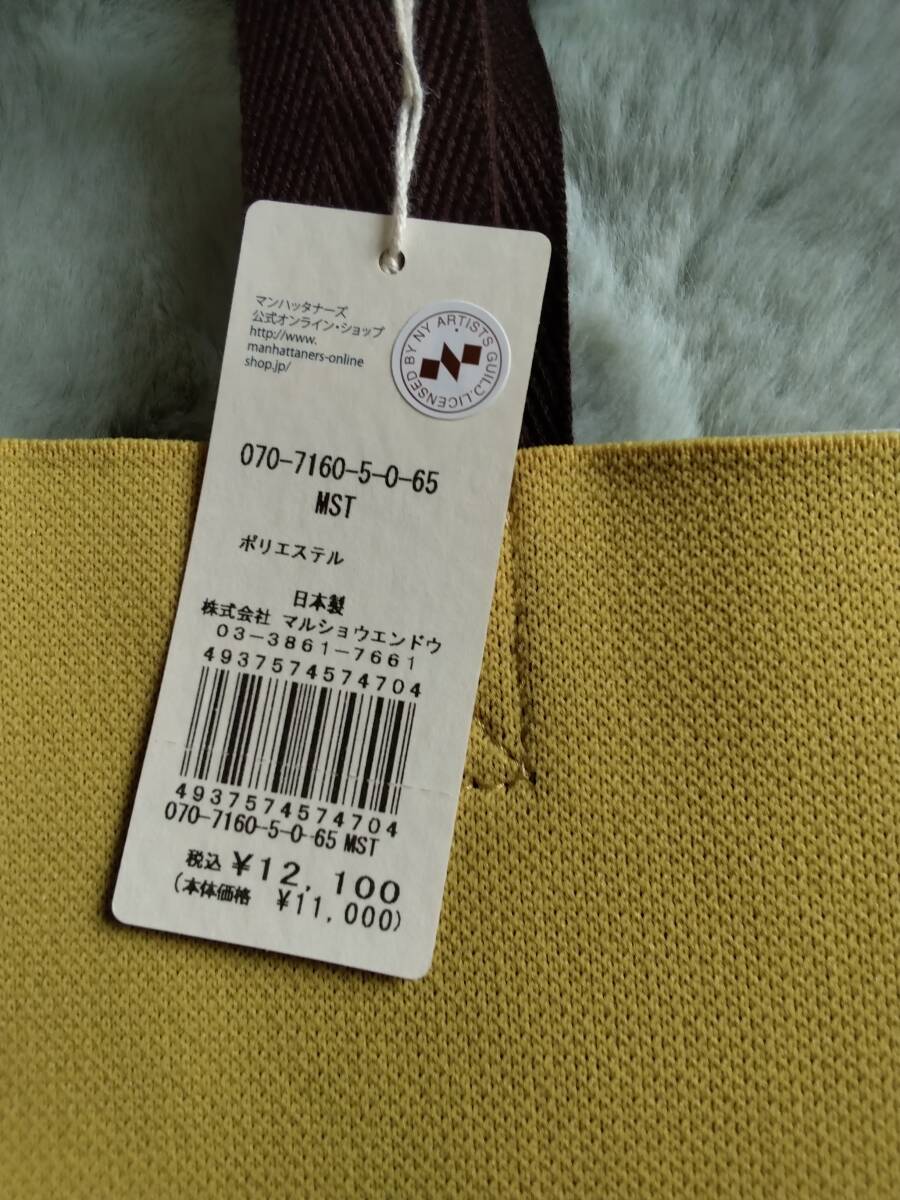 マンハッタナーズ
公式オンライン・ショップ
http://www.
manhattaners-online
shop.jp/
LICENSED BY NY ARTISTS GUILD.
070-7160-5-0-65
MST
ポリエステル
日本製
株式会社 マルショウエンドウ
03-3861-7661
4937574574704
4937574574704
070-7160-5-0-65 MST
税込 ¥12,100
(本体価格 ¥11,000)